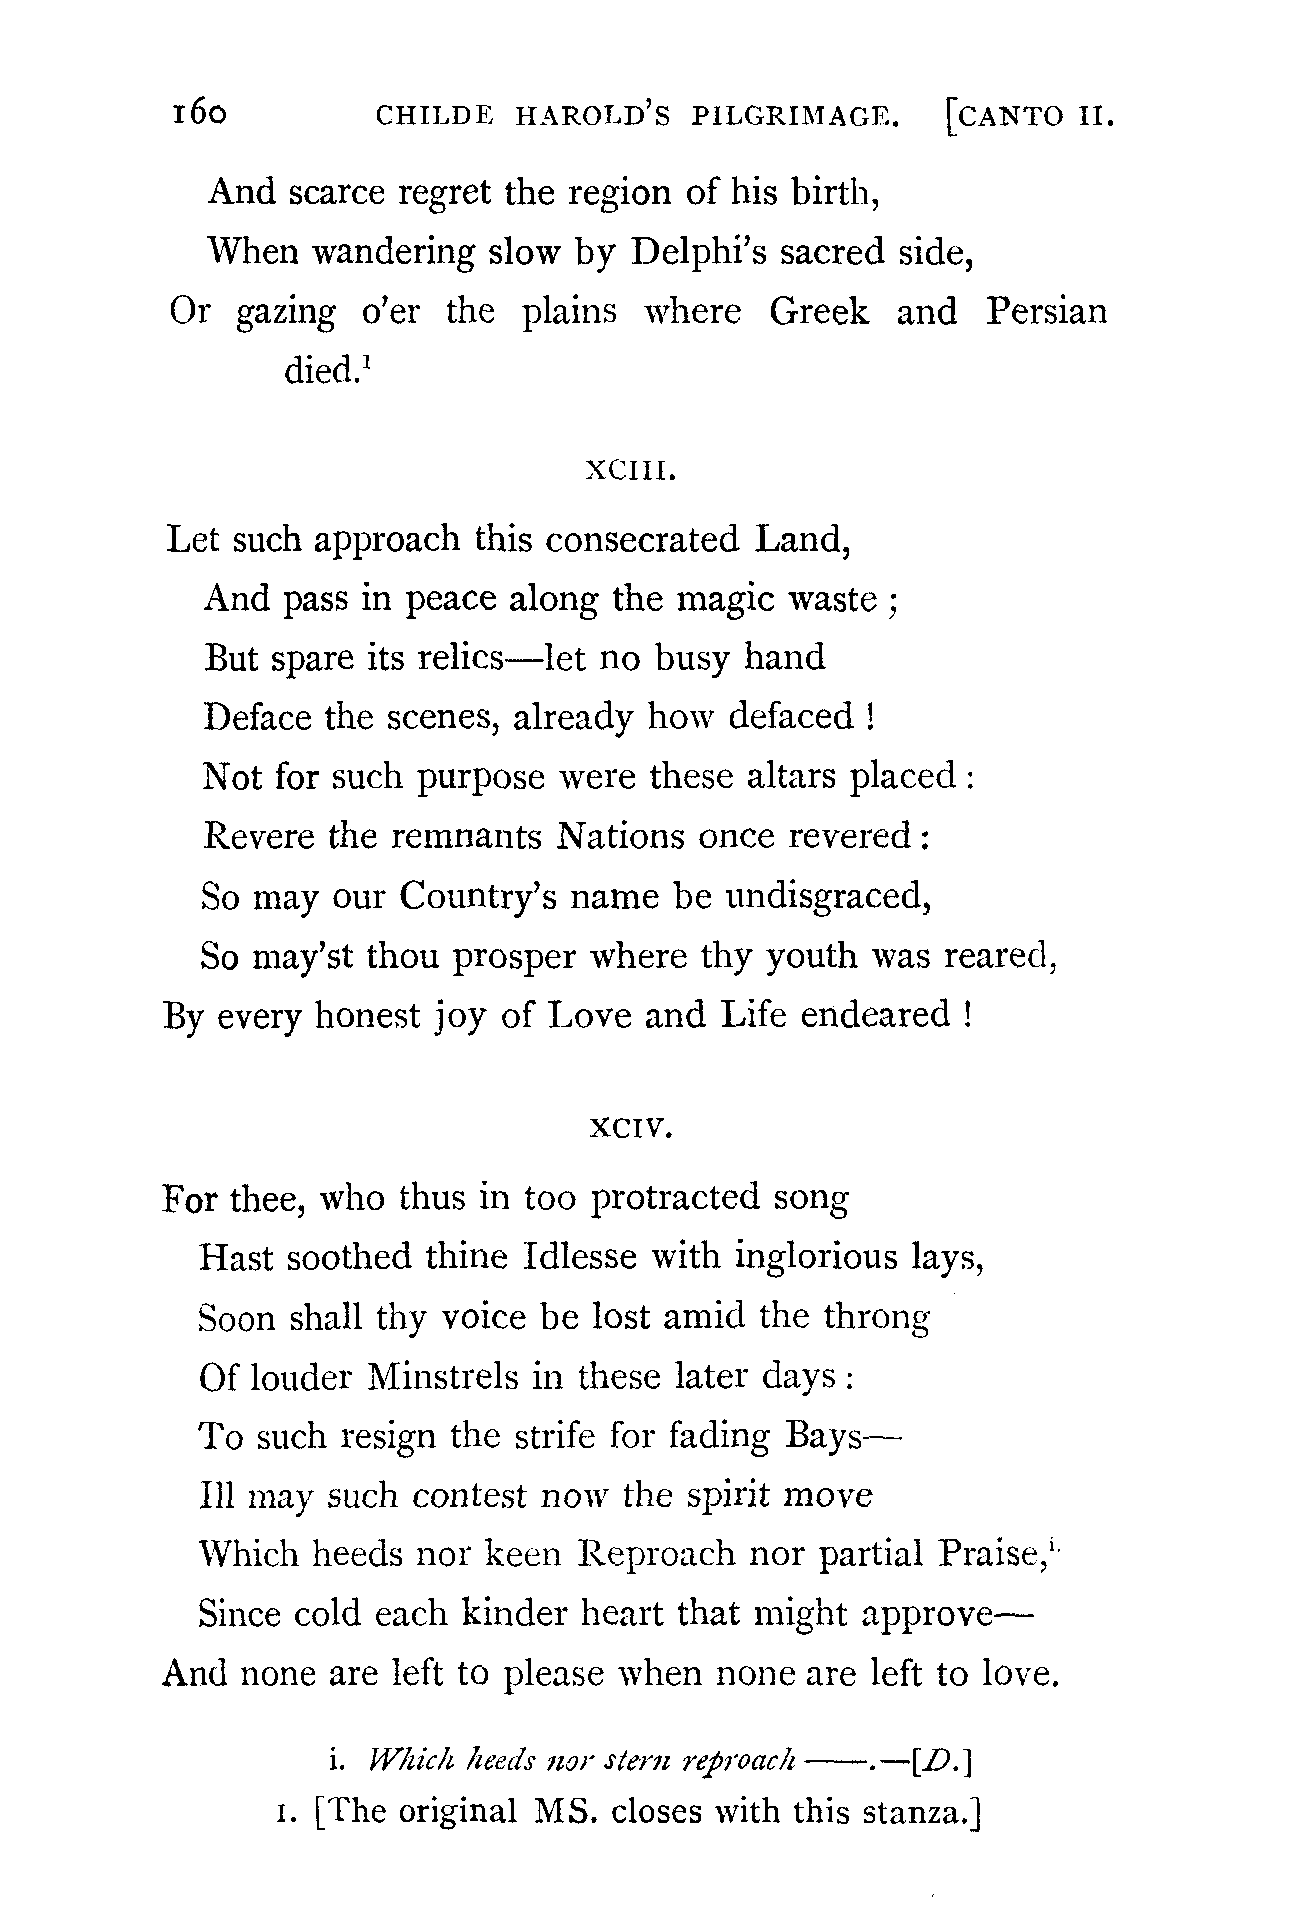 160 CHILDE HAROLD'S PILGRIMAGE. [CANTO II.
And scarce regret the region of his birth,
When wandering slow by Delphi's sacred side,
Or gazing o'er the plains where Greek and Persian
died.¹
XCIII.
Let such approach this consecrated Land,
And pass in peace along the magic waste ;
But spare its relics—let no busy hand
Deface the scenes, already how defaced !
Not for such purpose were these altars placed :
Revere the remnants Nations once revered :
So may our Country's name be undisgraced,
So may'st thou prosper where thy youth was reared,
By every honest joy of Love and Life endeared !
XCIV.
For thee, who thus in too protracted song
Hast soothed thine Idlesse with inglorious lays,
Soon shall thy voice be lost amid the throng
Of louder Minstrels in these later days :
To such resign the strife for fading Bays—
Ill may such contest now the spirit move
Which heeds nor keen Reproach nor partial Praise,ⁱ·
Since cold each kinder heart that might approve—
And none are left to please when none are left to love.
i. Which heeds nor stern reproach ——.—[D.]
1. [The original MS. closes with this stanza.]